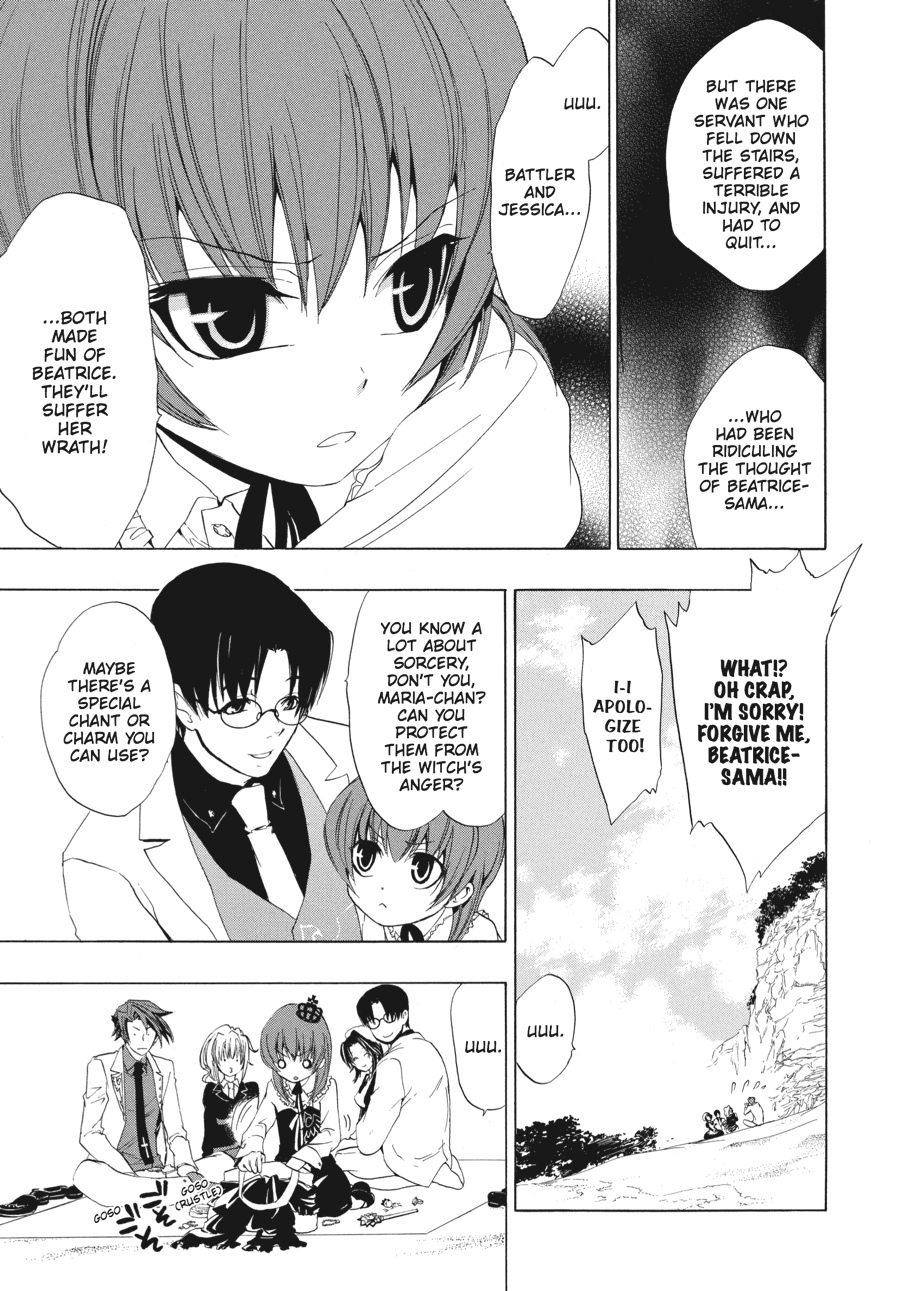 BUT THERE
WAS ONE
SERVANT WHO
FELL DOWN
THE STAIRS,
SUFFERED A
TERRIBLE
INJURY, AND
HAD TO
QUIT...
...WHO
HAD BEEN
RIDICULING
THE THOUGHT
OF BEATRICE-
SAMA...
UUU.
BATTLER
AND
JESSICA...
...BOTH
MADE
FUN OF
BEATRICE.
THEY'LL
SUFFER
HER
WRATH!
WHAT!?
OH CRAP,
I'M SORRY!
FORGIVE ME,
BEATRICE-
SAMA!!
I-I
APOLO-
GIZE
TOO!
UUU.
YOU KNOW A
LOT ABOUT
SORCERY,
DON'T YOU,
MARIA-CHAN?
CAN YOU
PROTECT
THEM FROM
THE WITCH'S
ANGER?
MAYBE
THERE'S A
SPECIAL
CHANT OR
CHARM YOU
CAN USE?
UUU.
GOSO
(RUSTLE)
GOSO
ごそ
ごそ